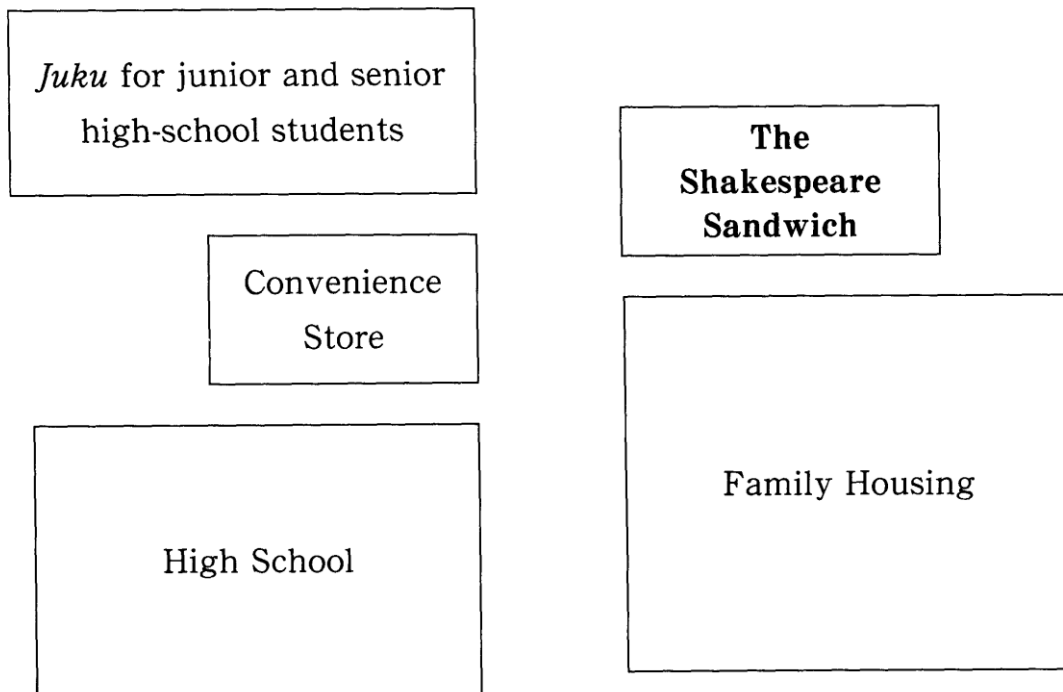 Juku for junior and senior
high-school students
The
Shakespeare
Sandwich
Convenience
Store
Family Housing
High School